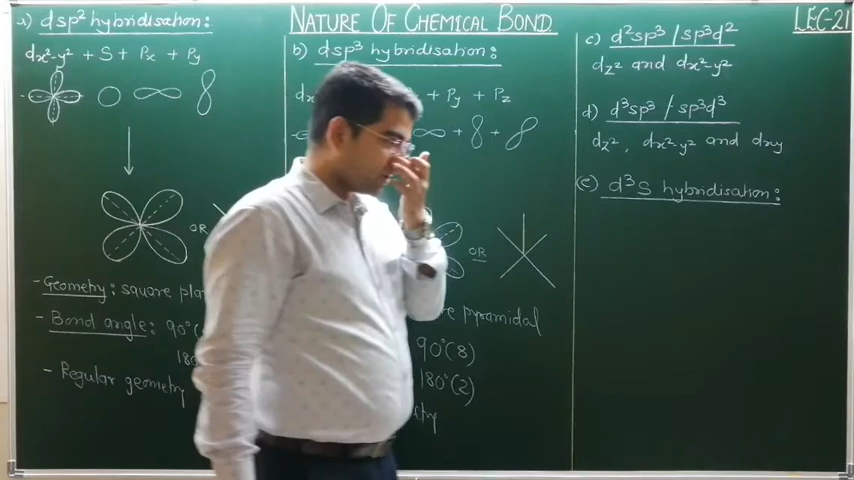 NATURE OF CHEMICAL BOND
LEC-21
a) dsp² hybridisation:
dx²-y² + S + Px + Py
OR
- Geometry: square
- Bond angle: 90°
- Regular geometry
b) dsp³ hybridisation:
+ Py + Pz
+ +
OR
pyramidal
90°(8)
180°(2)
c) d²sp³ / sp³d²
dz² and dx²-y²
d) d³sp³ / sp³d³
dz², dx²-y² and dxy
(e) d³S hybridisation: